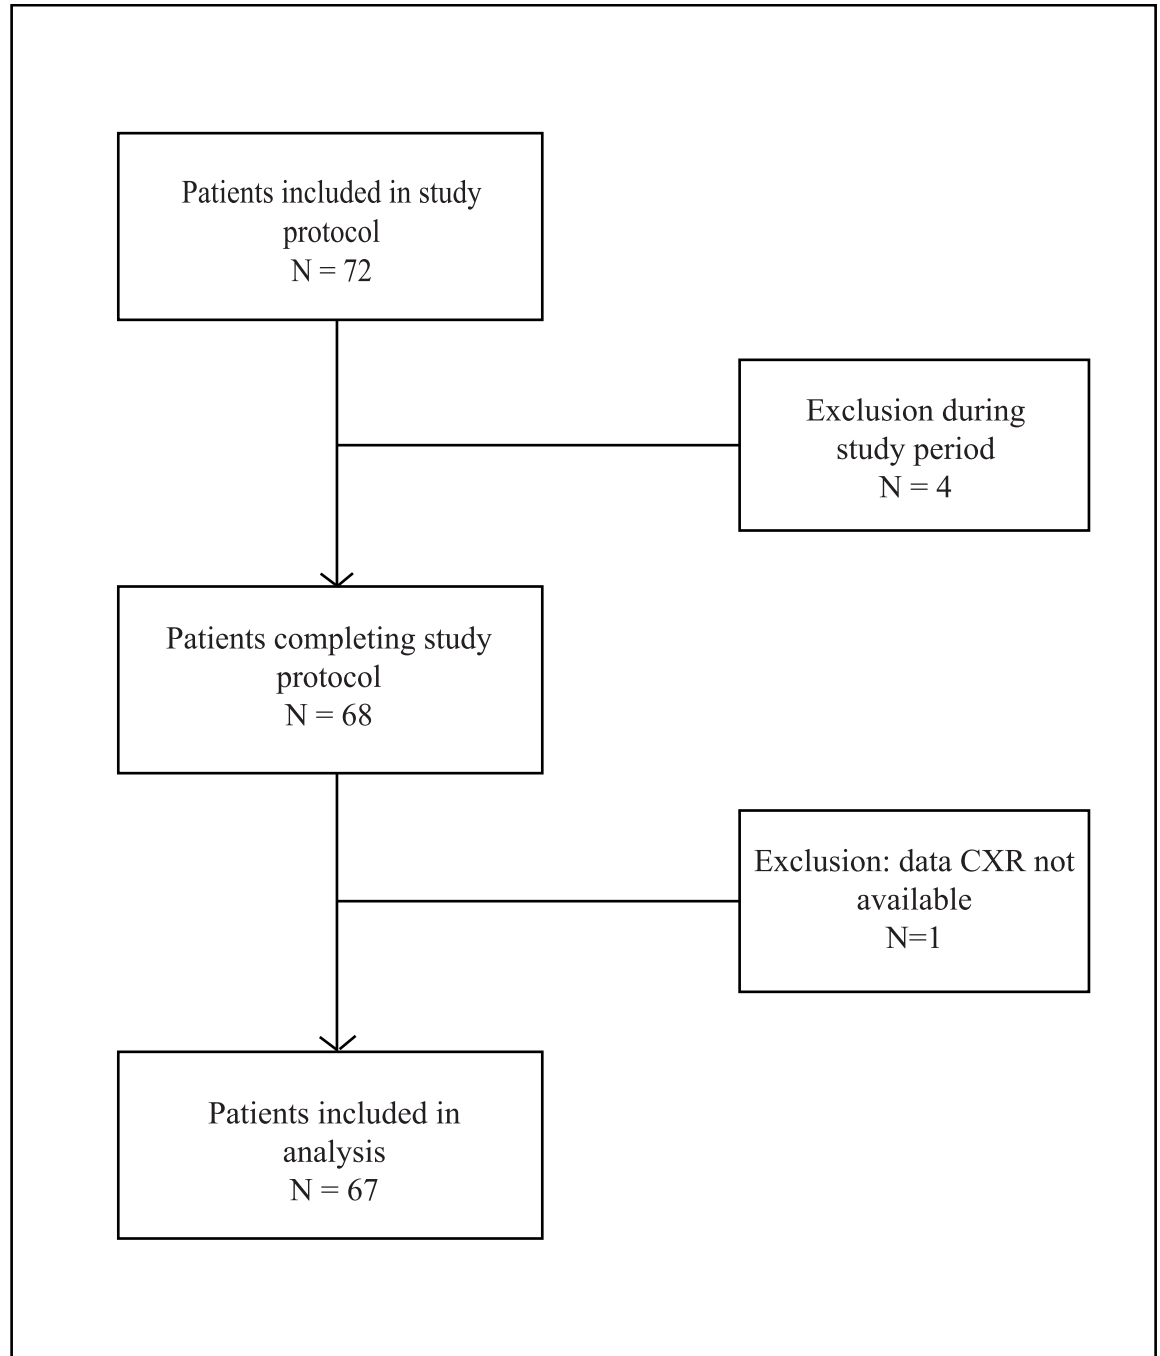 Patients included in study
protocol
N = 72
Exclusion during
study period
N = 4
Patients completing study
protocol
N = 68
Exclusion: data CXR not
available
N=1
Patients included in
analysis
N = 67